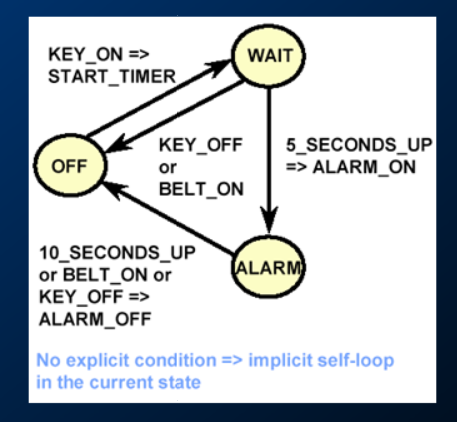 KEY_ON =>
START_TIMER
WAIT
OFF
KEY_OFF
or
BELT_ON
5_SECONDS_UP
=> ALARM_ON
10_SECONDS_UP
or BELT_ON or
KEY_OFF =>
ALARM_OFF
ALARM
No explicit condition => implicit self-loop
in the current state